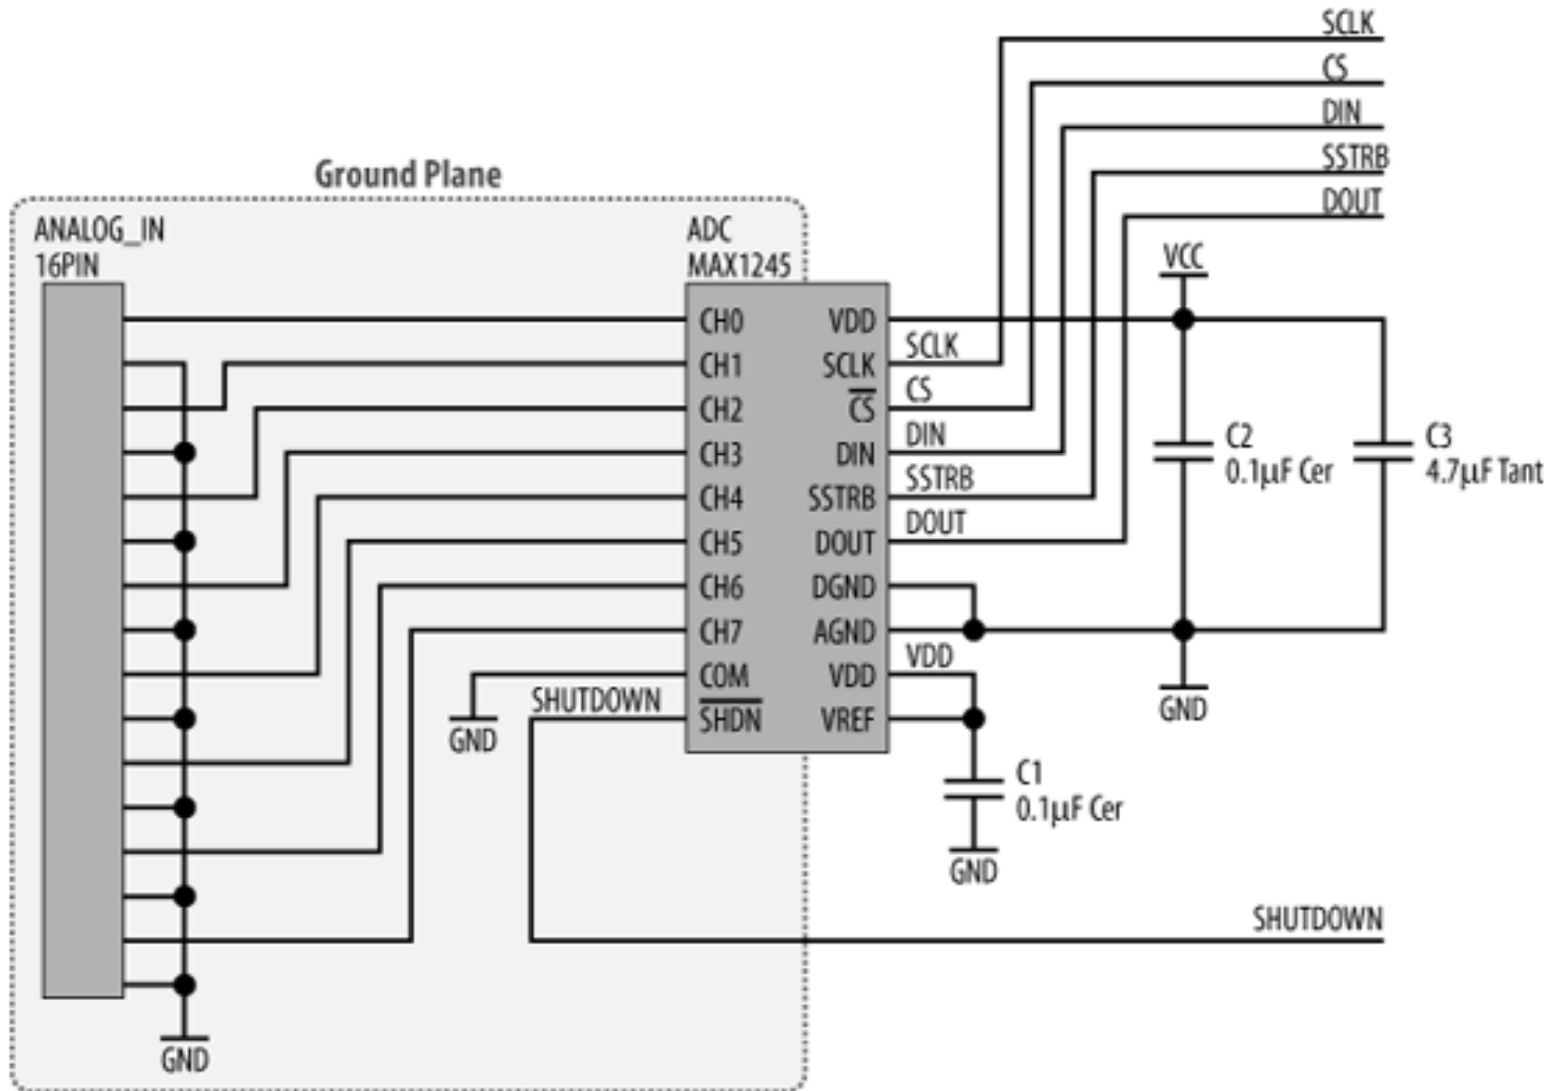 SCLK
CS
DIN
SSTRB
DOUT
Ground Plane
ANALOG_IN
16PIN
ADC
MAX1245
VCC
CH0
VDD
CH1
SCLK
SCLK
CH2
CS
CS
CH3
DIN
DIN
CH4
SSTRB
SSTRB
CH5
DOUT
DOUT
CH6
DGND
CH7
AGND
COM
VDD
VDD
SHUTDOWN
SHDN
VREF
GND
C2
0.1µF Cer
C3
4.7µF Tant
GND
C1
0.1µF Cer
GND
SHUTDOWN
GND